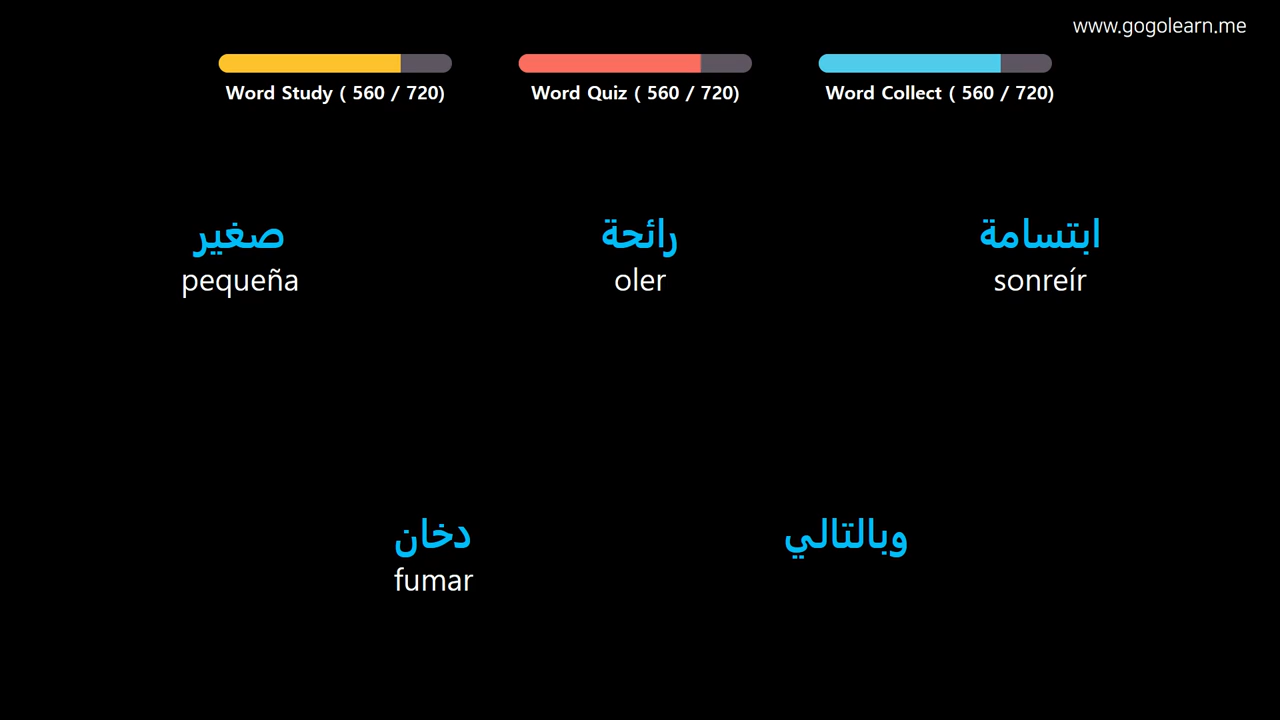 www.gogolearn.me
Word Study ( 560 / 720)
Word Quiz ( 560 / 720)
Word Collect ( 560 / 720)
صغير
pequeña
رائحة
oler
ابتسامة
sonreír
دخان
fumar
وبالتالي